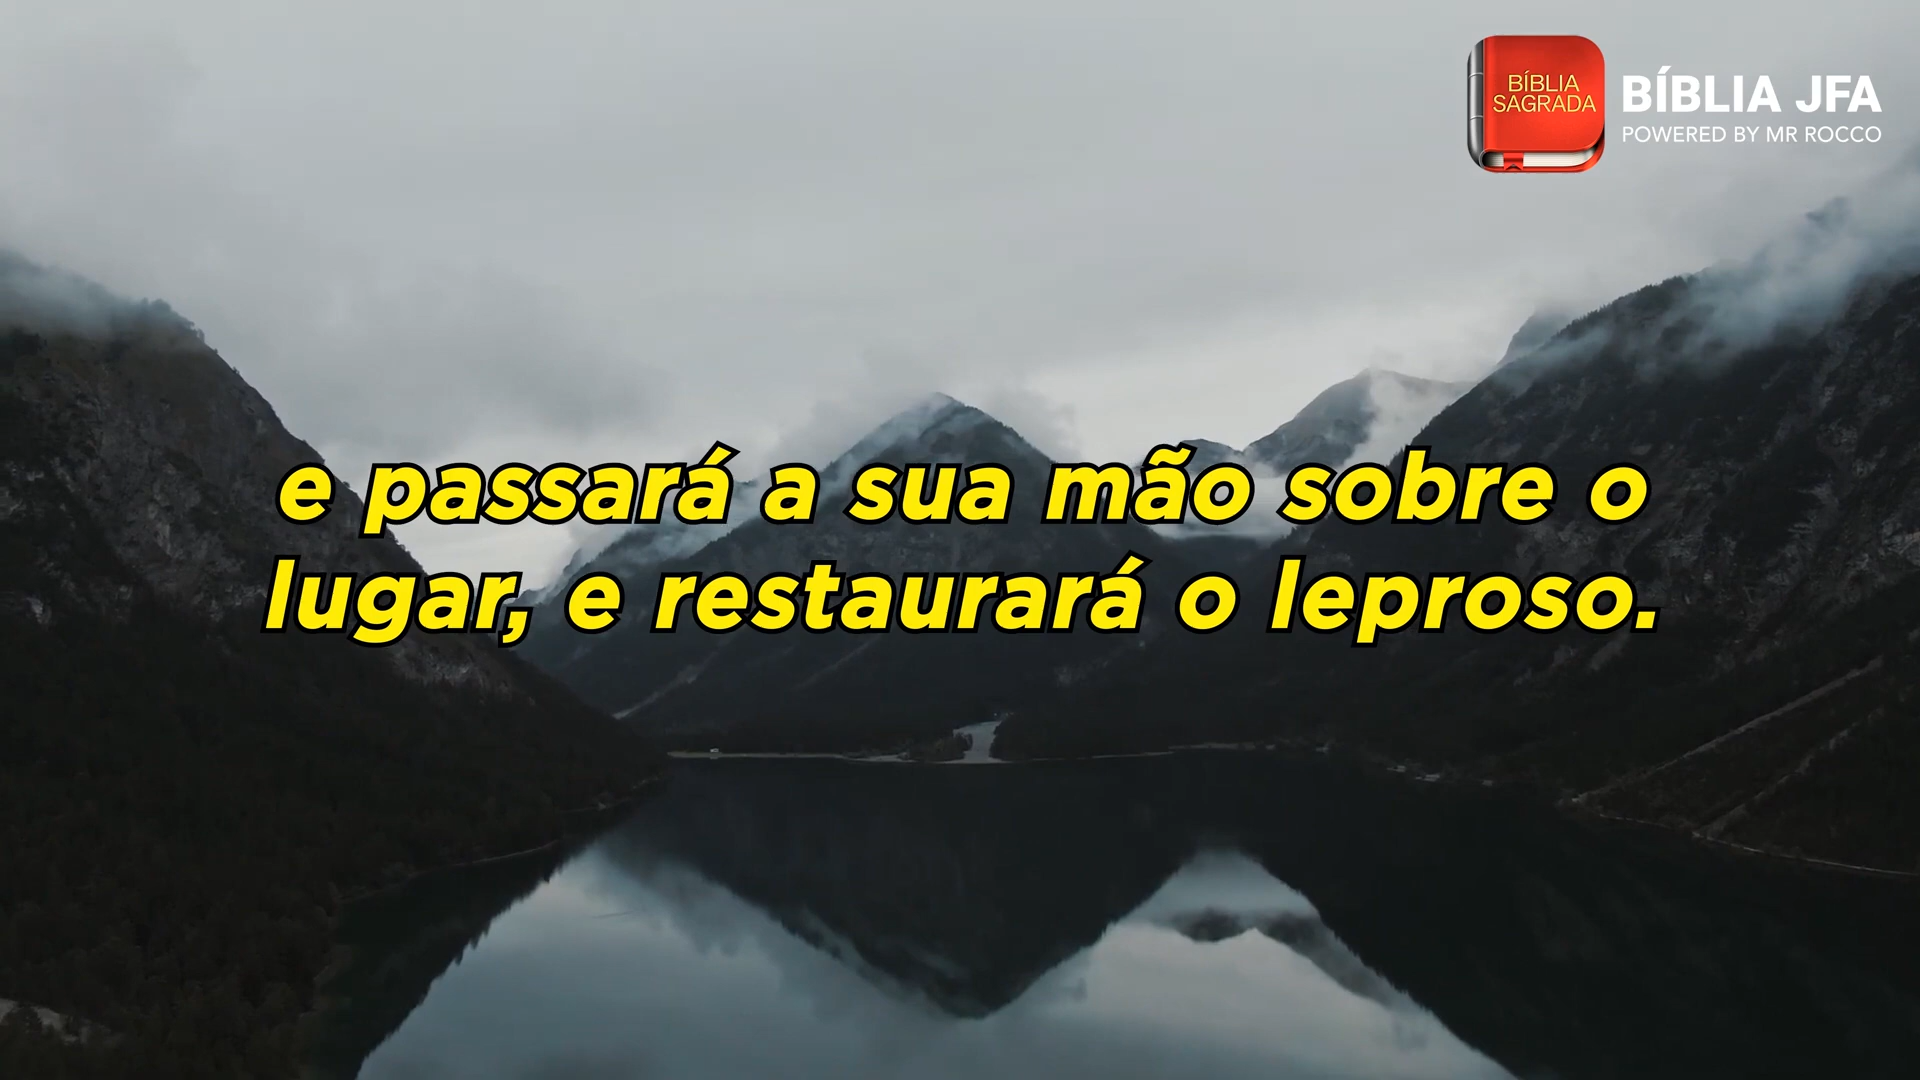 BÍBLIA
SAGRADA
BÍBLIA JFA
POWERED BY MR ROCCO
e passará a sua mão sobre o
lugar, e restaurará o leproso.